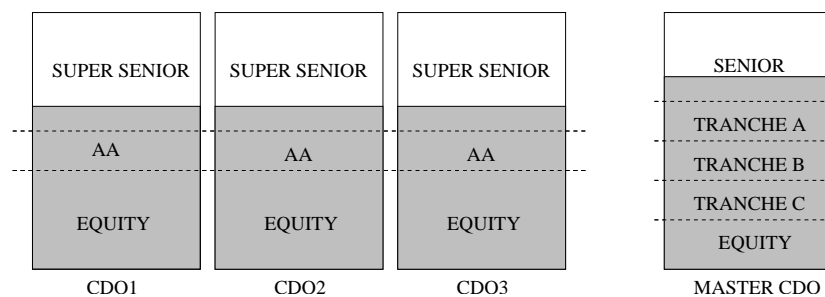 SUPER SENIOR SUPER SENIOR SUPER SENIOR SENIOR
TRANCHE A
AA AA AA
TRANCHE B
TRANCHE C
EQUITY EQUITY EQUITY
EQUITY
CDO1 CDO2 CDO3 MASTER CDO